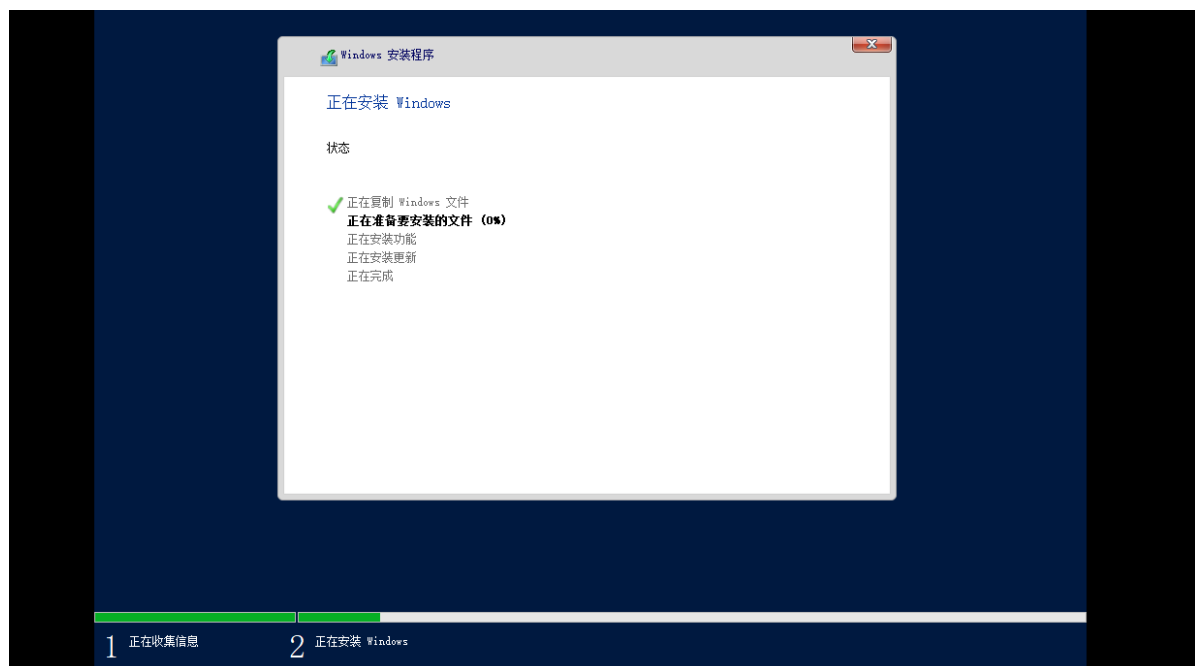 Windows 安装程序
正在安装 Windows
状态
正在复制 Windows 文件
正在准备要安装的文件 (0%)
正在安装功能
正在安装更新
正在完成
1 正在收集信息
2 正在安装 Windows